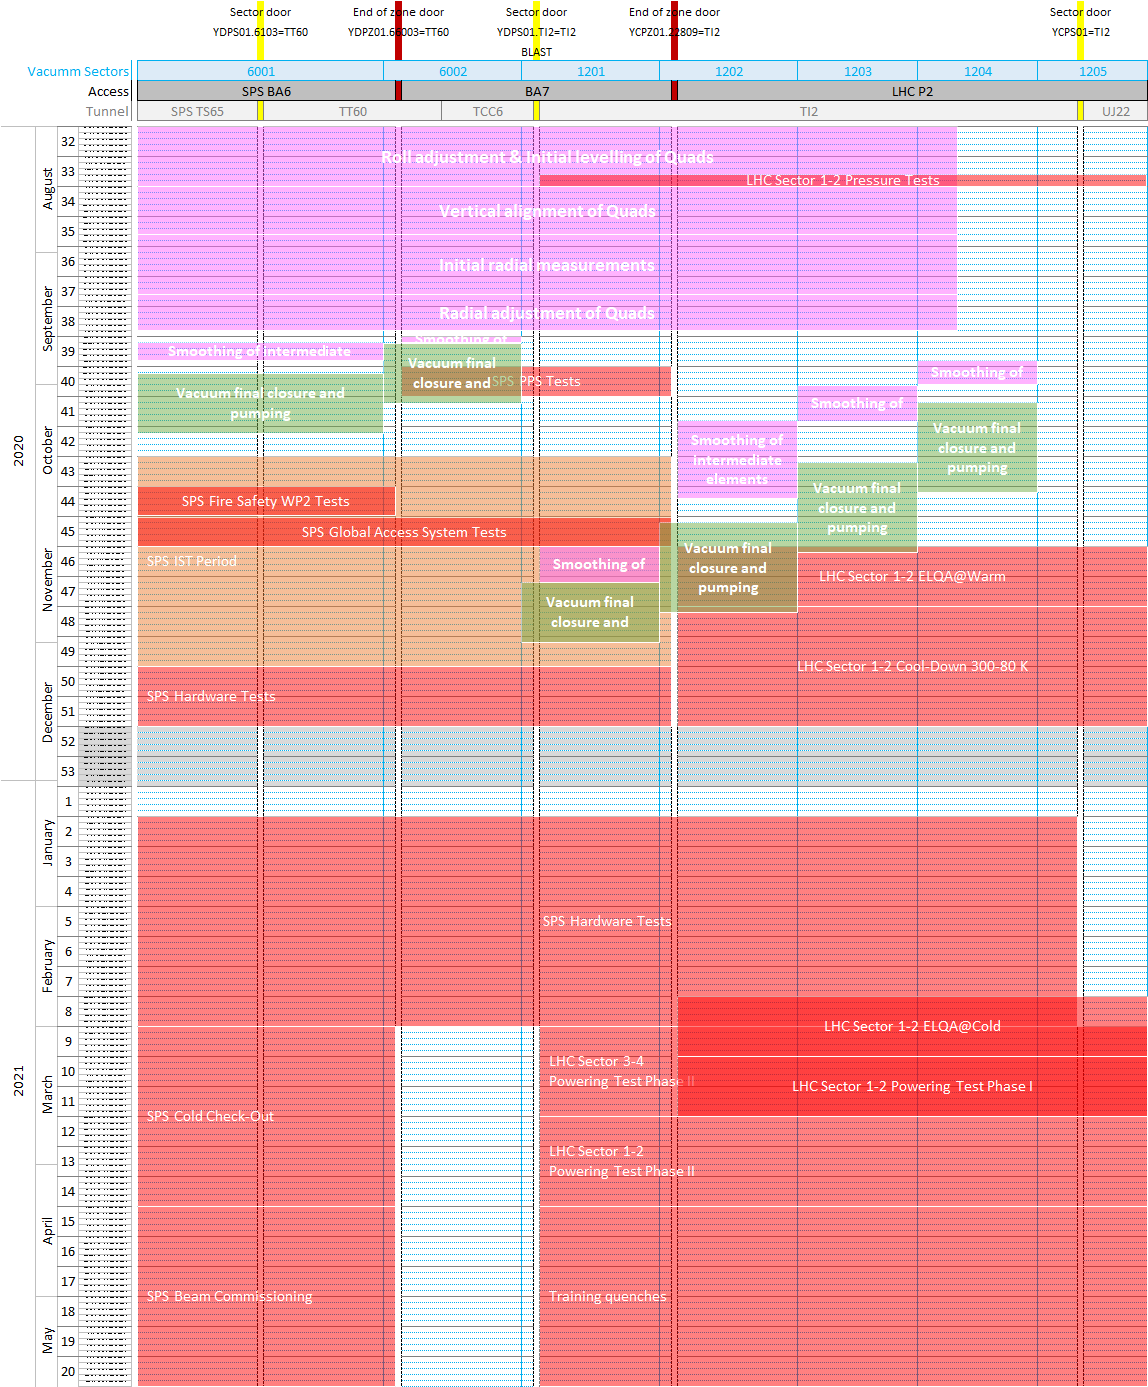 Sector door
End of zone door
Sector door
End of zone door
Sector door
YDPS01.6103=TT60
YDPS01.TI2=TI2
YCPS01=TI2
BLAST
Vacumm Sectors
6001
6002
1201
1202
1203
1204
1205
Access
SPS BA6
BA7
LHC P2
Tunnel
SPS TS65
TT60
TCC6
TI2
UJ22
2020
August
32
33
34
35
September
36
37
38
39
October
40
41
42
43
44
November
45
46
47
48
December
49
50
51
52
53
2021
January
1
2
3
4
February
5
6
7
8
March
9
10
11
12
13
April
14
15
16
17
May
18
19
20
Roll adjustment & Initial levelling of Quads
LHC Sector 1-2 Pressure Tests
Vertical alignment of Quads
Initial radial measurements
Radial adjustment of Quads
Smoothing of
Smoothing of intermediate
Vacuum final
closure and
SPS PPS Tests
Smoothing of
Vacuum final closure and
pumping
Smoothing of
Vacuum final
closure and
pumping
Smoothing of
intermediate
elements
Vacuum final
closure and
pumping
SPS Fire Safety WP2 Tests
SPS Global Access System Tests
SPS IST Period
Smoothing of
Vacuum final
closure and
pumping
LHC Sector 1-2 ELQA@Warm
Vacuum final
closure and
LHC Sector 1-2 Cool-Down 300-80 K
SPS Hardware Tests
SPS Hardware Tests
LHC Sector 1-2 ELQA@Cold
LHC Sector 3-4
Powering Test Phase II
LHC Sector 1-2 Powering Test Phase I
SPS Cold Check-Out
LHC Sector 1-2
Powering Test Phase II
SPS Beam Commissioning
Training quenches